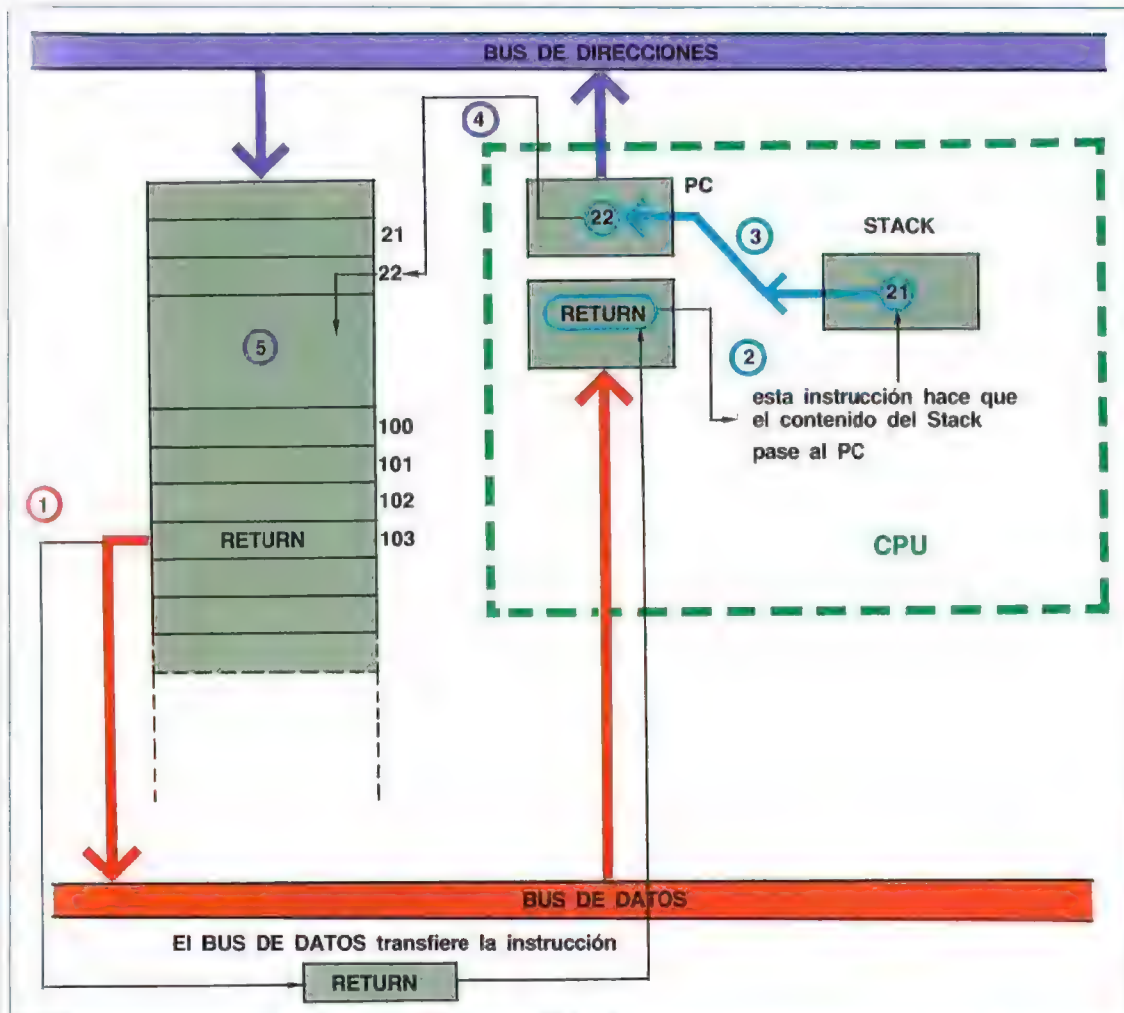 BUS DE DIRECCIONES
4
PC
21
22
3
STACK
22
21
RETURN
5
2
esta instrucción hace que
el contenido del Stack
pase al PC
100
101
102
1
RETURN
103
CPU
BUS DE DATOS
El BUS DE DATOS transfiere la instrucción
RETURN